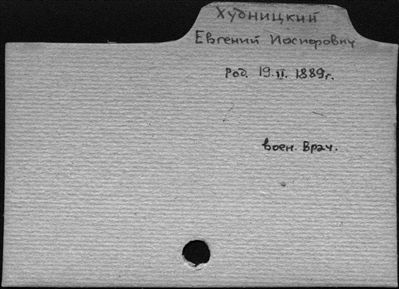 Худницкий
Евгений Иосифович
Род. 19.II. 1889г.
воен. врач.